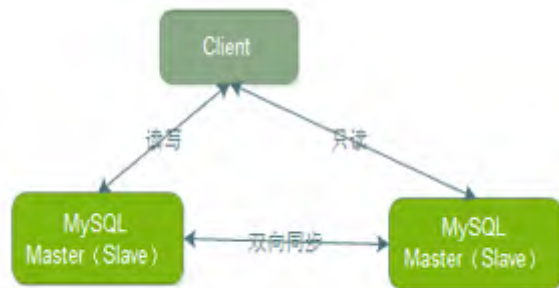 Client
读写
只读
MySQL
Master（Slave）
双向同步
MySQL
Master（Slave）